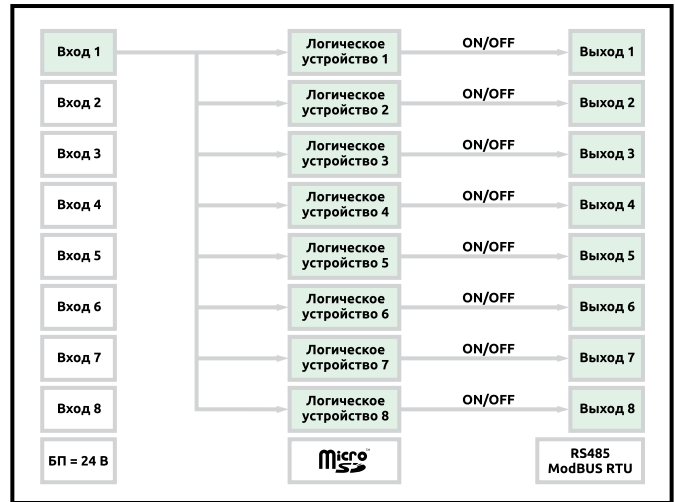 Вход 1
Логическое
устройство 1
ON/OFF
Выход 1
Вход 2
Логическое
устройство 2
ON/OFF
Выход 2
Вход 3
Логическое
устройство 3
ON/OFF
Выход 3
Вход 4
Логическое
устройство 4
ON/OFF
Выход 4
Вход 5
Логическое
устройство 5
ON/OFF
Выход 5
Вход 6
Логическое
устройство 6
ON/OFF
Выход 6
Вход 7
Логическое
устройство 7
ON/OFF
Выход 7
Вход 8
Логическое
устройство 8
ON/OFF
Выход 8
БП = 24 В
Micro
SD
™
RS485
ModBUS RTU